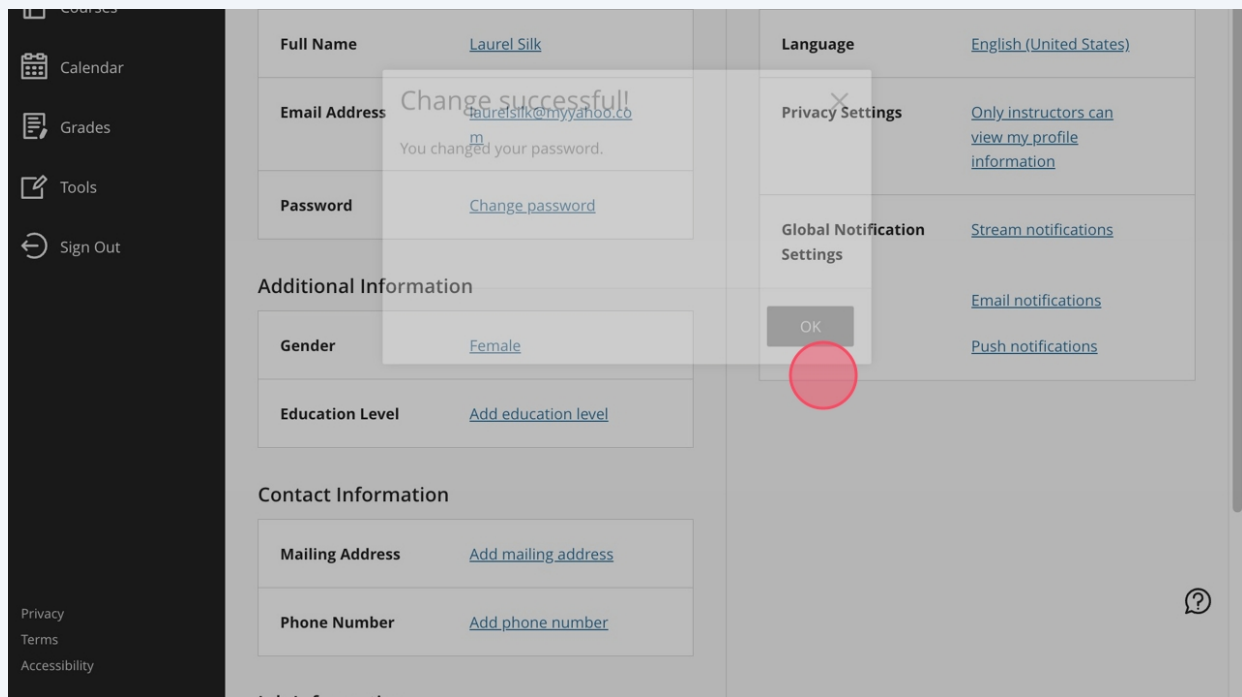 Courses
Calendar
Grades
Tools
Sign Out
Privacy
Terms
Accessibility
Full Name Laurel Silk
Email Address laurelsilk@myyahoo.co
m
Password Change password
Change successful!
You changed your password.
OK
Additional Information
Gender Female
Education Level Add education level
Contact Information
Mailing Address Add mailing address
Phone Number Add phone number
Language English (United States)
Privacy Settings Only instructors can
view my profile
information
Global Notification Stream notifications
Settings
Email notifications
Push notifications